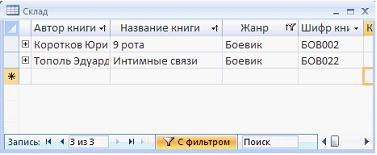 Склад
Автор книги Название книги Жанр Шифр кни К
Коротков Юри 9 рота Боевик БОВ002
Тополь Эдуард Интимные связи Боевик БОВ022
Запись: 3 из 3 С фильтром Поиск